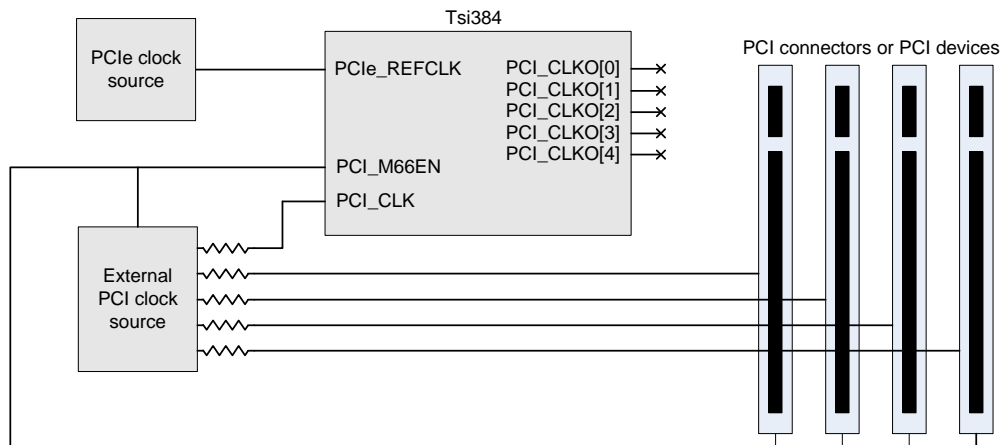 Tsi384
PCIe clock
source
PCIe_REFCLK
PCI_CLKO[0]
PCI_CLKO[1]
PCI_CLKO[2]
PCI_CLKO[3]
PCI_CLKO[4]
PCI connectors or PCI devices
PCI_M66EN
PCI_CLK
External
PCI clock
source